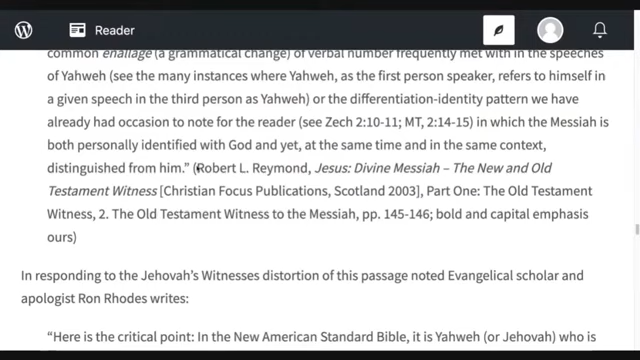 Reader
common enallage (a grammatical change) of verbal number frequently met with in the speeches
of Yahweh (see the many instances where Yahweh, as the first person speaker, refers to himself in
a given speech in the third person as Yahweh) or the differentiation-identity pattern we have
already had occasion to note for the reader (see Zech 2:10-11; MT, 2:14-15) in which the Messiah is
both personally identified with God and yet, at the same time and in the same context,
distinguished from him.” (Robert L. Reymond, Jesus: Divine Messiah – The New and Old
Testament Witness [Christian Focus Publications, Scotland 2003], Part One: The Old Testament
Witness, 2. The Old Testament Witness to the Messiah, pp. 145-146; bold and capital emphasis
ours)
In responding to the Jehovah’s Witnesses distortion of this passage noted Evangelical scholar and
apologist Ron Rhodes writes:
“Here is the critical point: In the New American Standard Bible, it is Yahweh (or Jehovah) who is